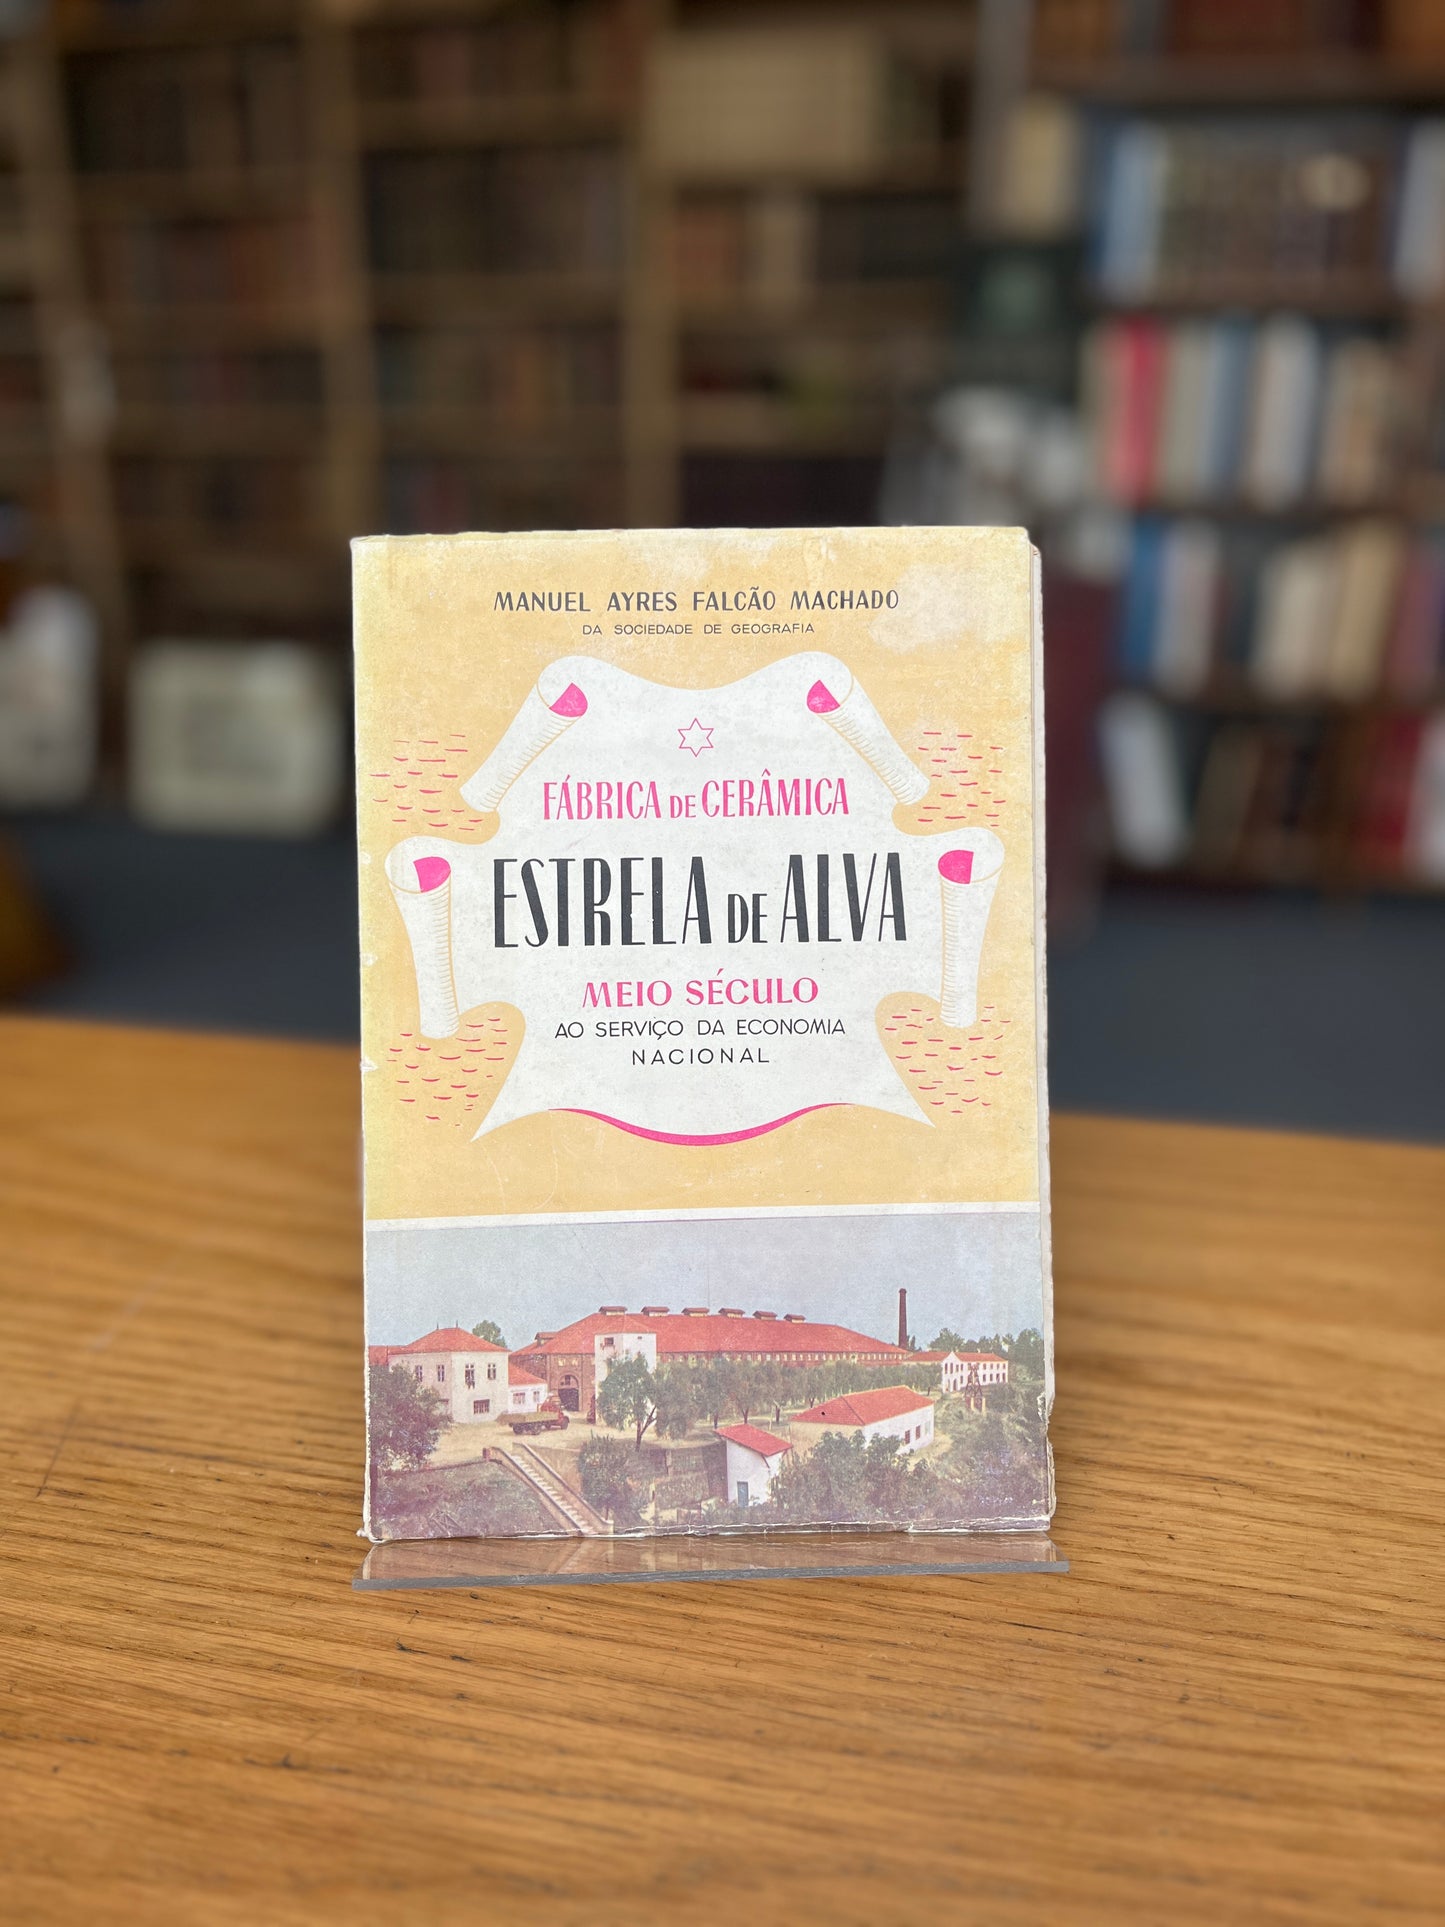 MANUEL AYRES FALCÃO MACHADO
DA SOCIEDADE DE GEOGRAFIA
FÁBRICA DE CERÂMICA
ESTRELA DE ALVA
MEIO SÉCULO
AO SERVIÇO DA ECONOMIA
NACIONAL